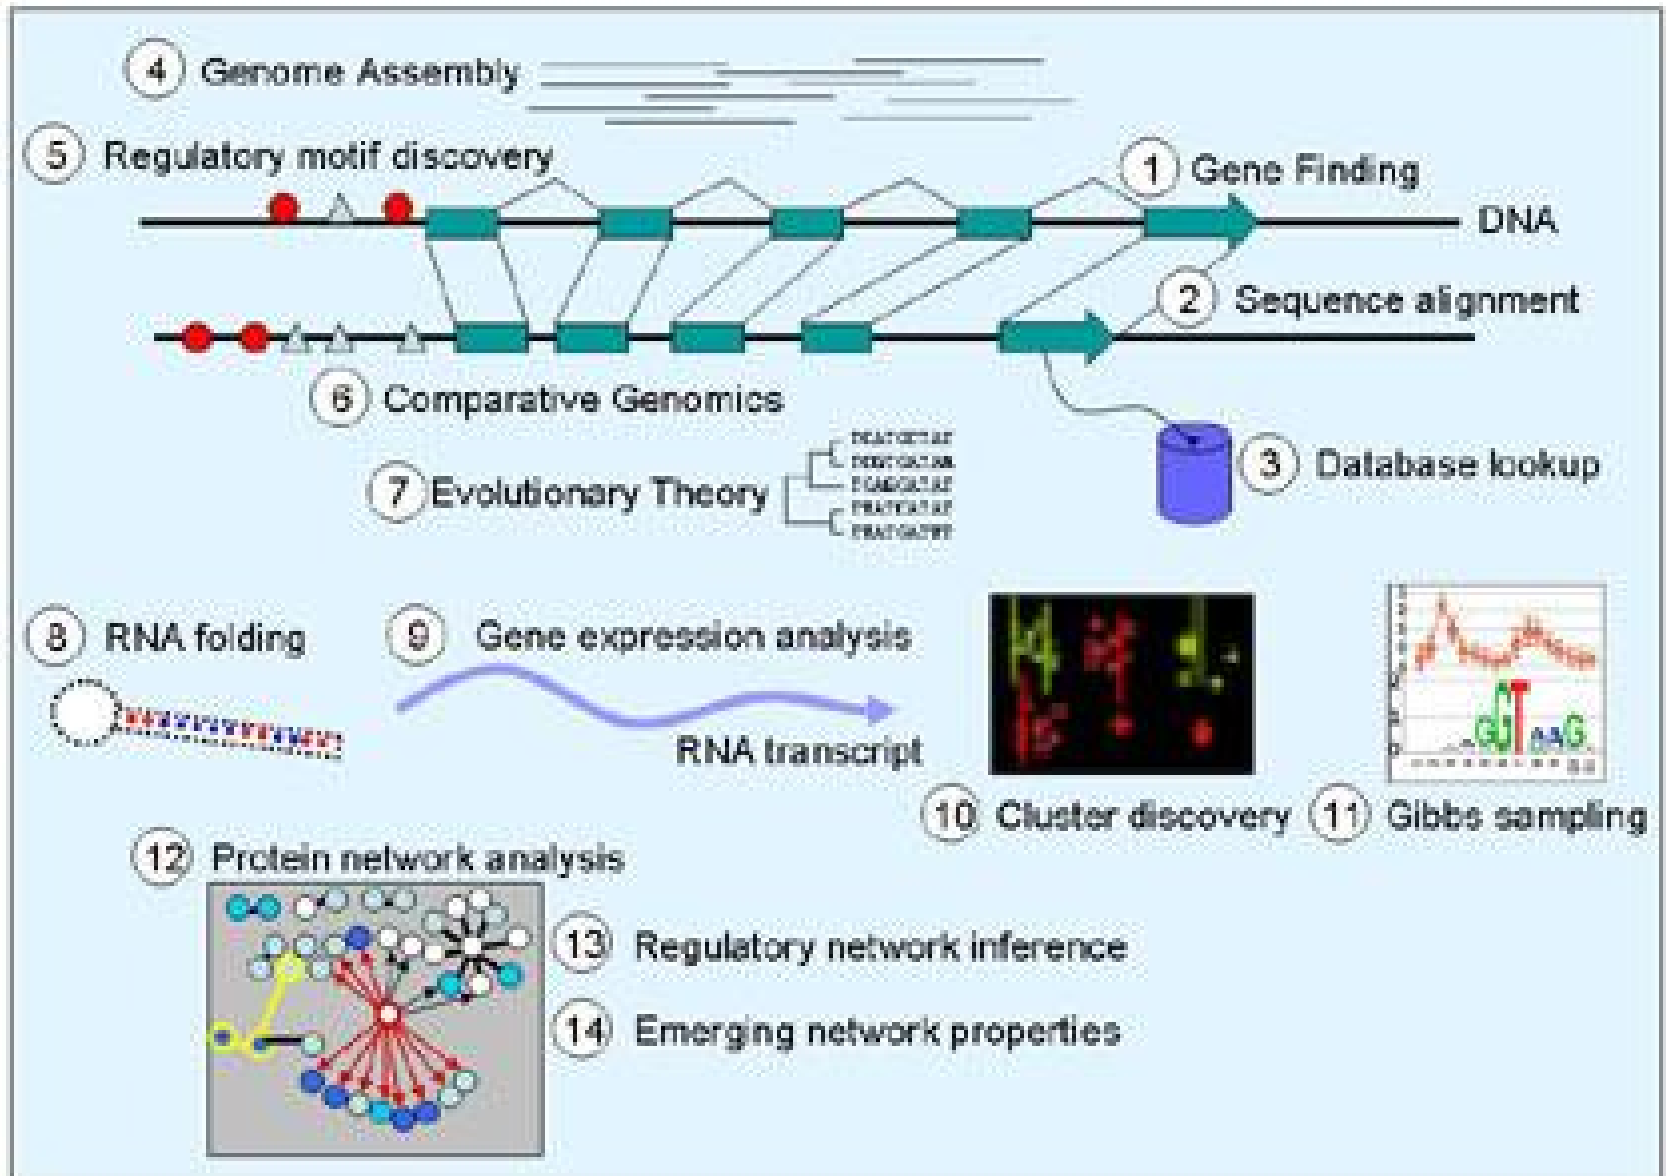 4 Genome Assembly
5 Regulatory motif discovery
1 Gene Finding
DNA
2 Sequence alignment
6 Comparative Genomics
3 Database lookup
7 Evolutionary Theory
8 RNA folding
9 Gene expression analysis
RNA transcript
10 Cluster discovery
11 Gibbs sampling
12 Protein network analysis
13 Regulatory network inference
14 Emerging network properties